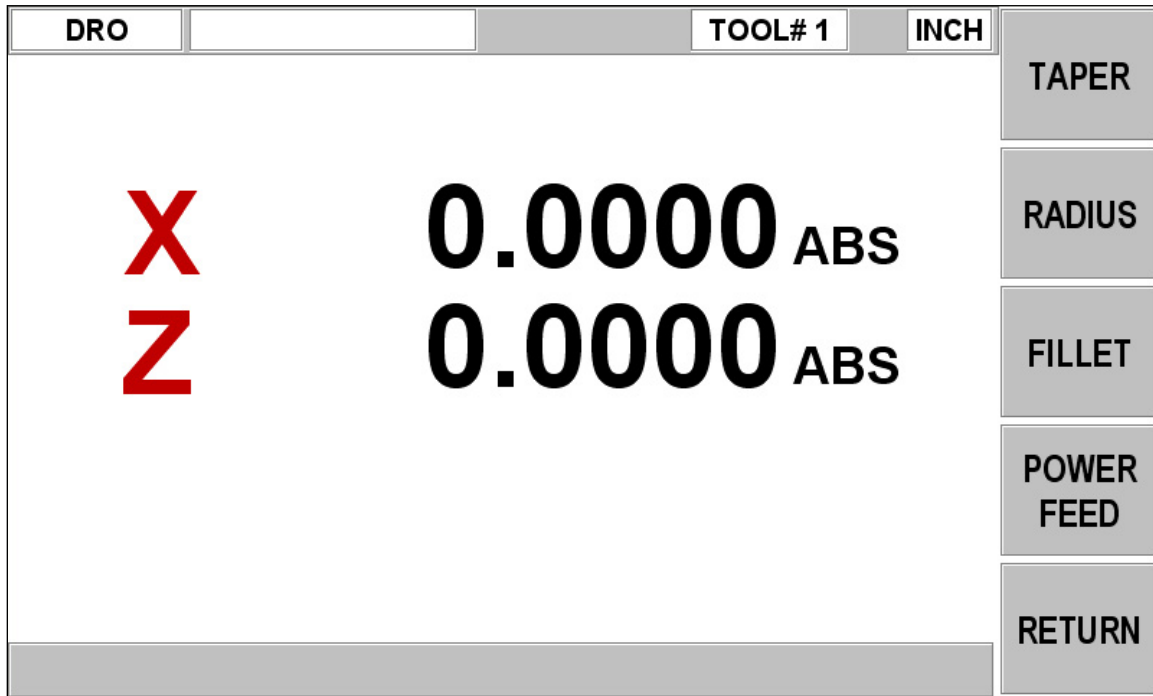 DRO TOOL# 1 INCH
X 0.0000 ABS
Z 0.0000 ABS
TAPER
RADIUS
FILLET
POWER
FEED
RETURN